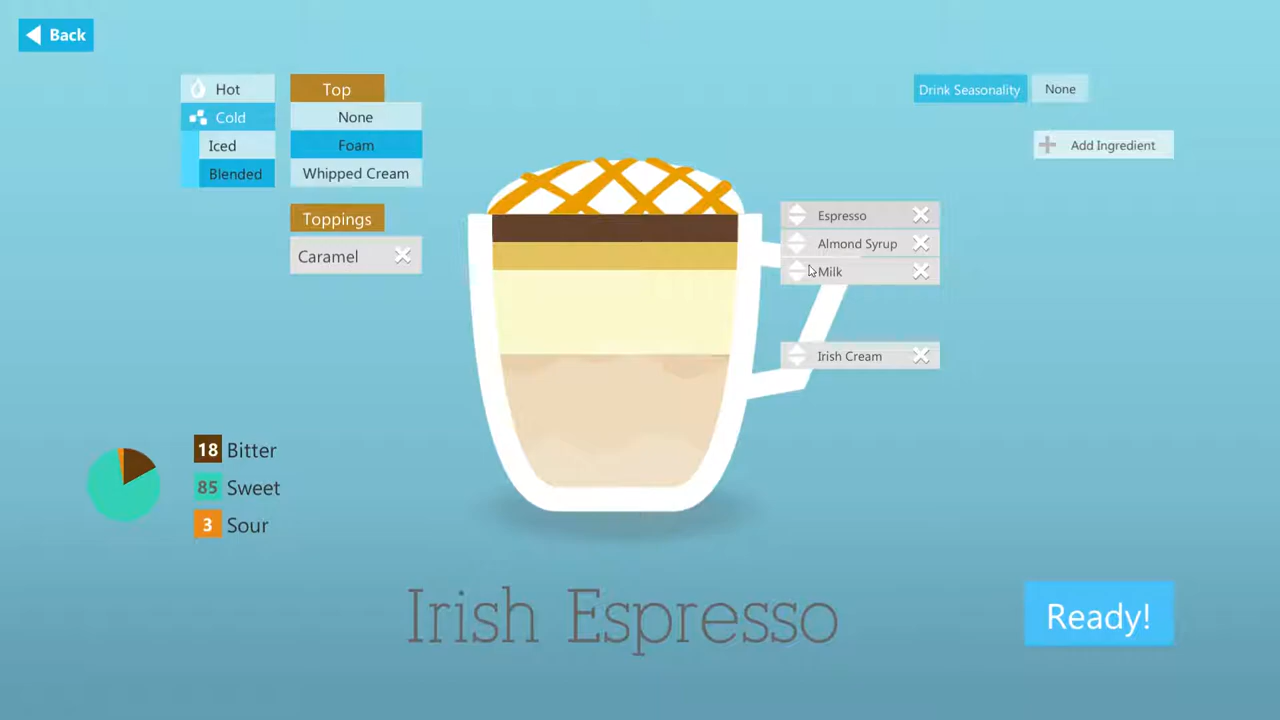 Back
Hot
Cold
Iced
Blended
Top
None
Foam
Whipped Cream
Toppings
Caramel
Drink Seasonality
None
Add Ingredient
Espresso
Almond Syrup
Milk
Irish Cream
18 Bitter
85 Sweet
3 Sour
Irish Espresso
Ready!